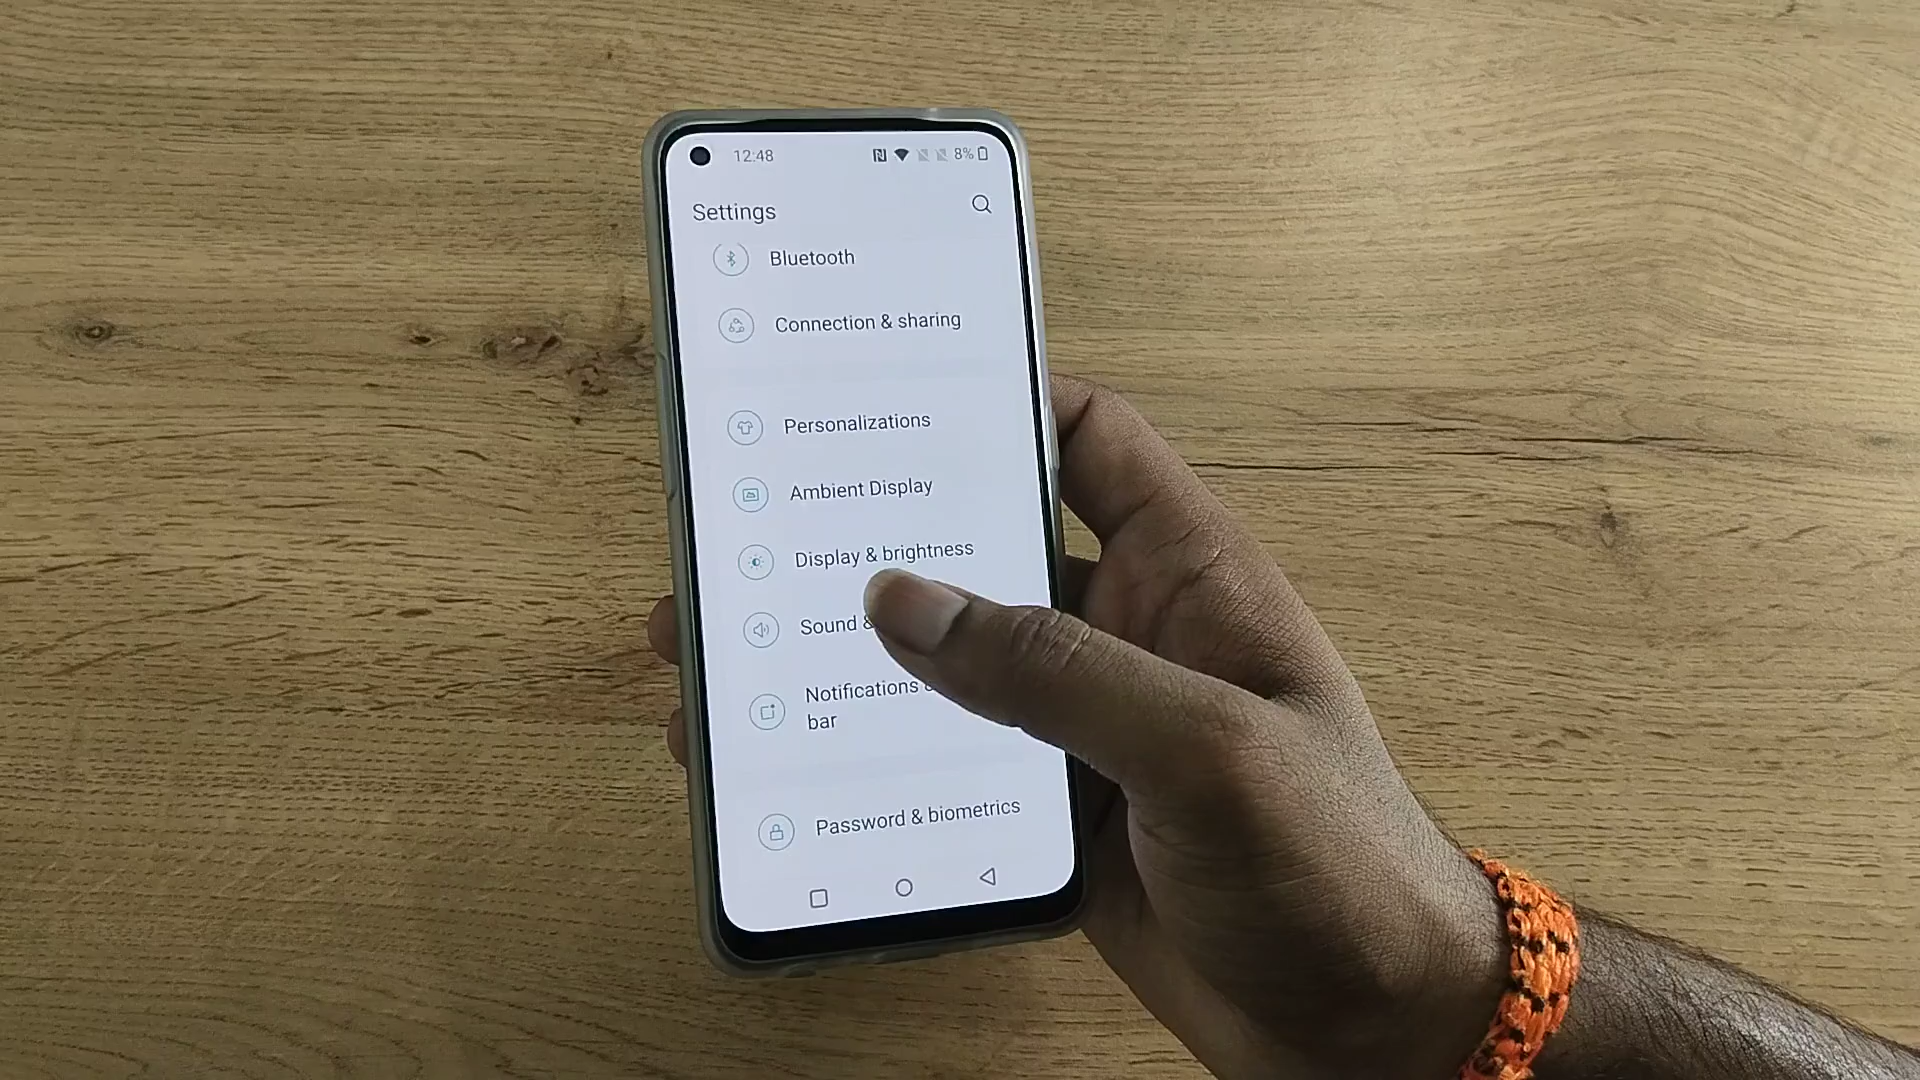 12:48 8%
Settings
Bluetooth
Connection & sharing
Personalizations
Ambient Display
Display & brightness
Sound &
Notifications
bar
Password & biometrics